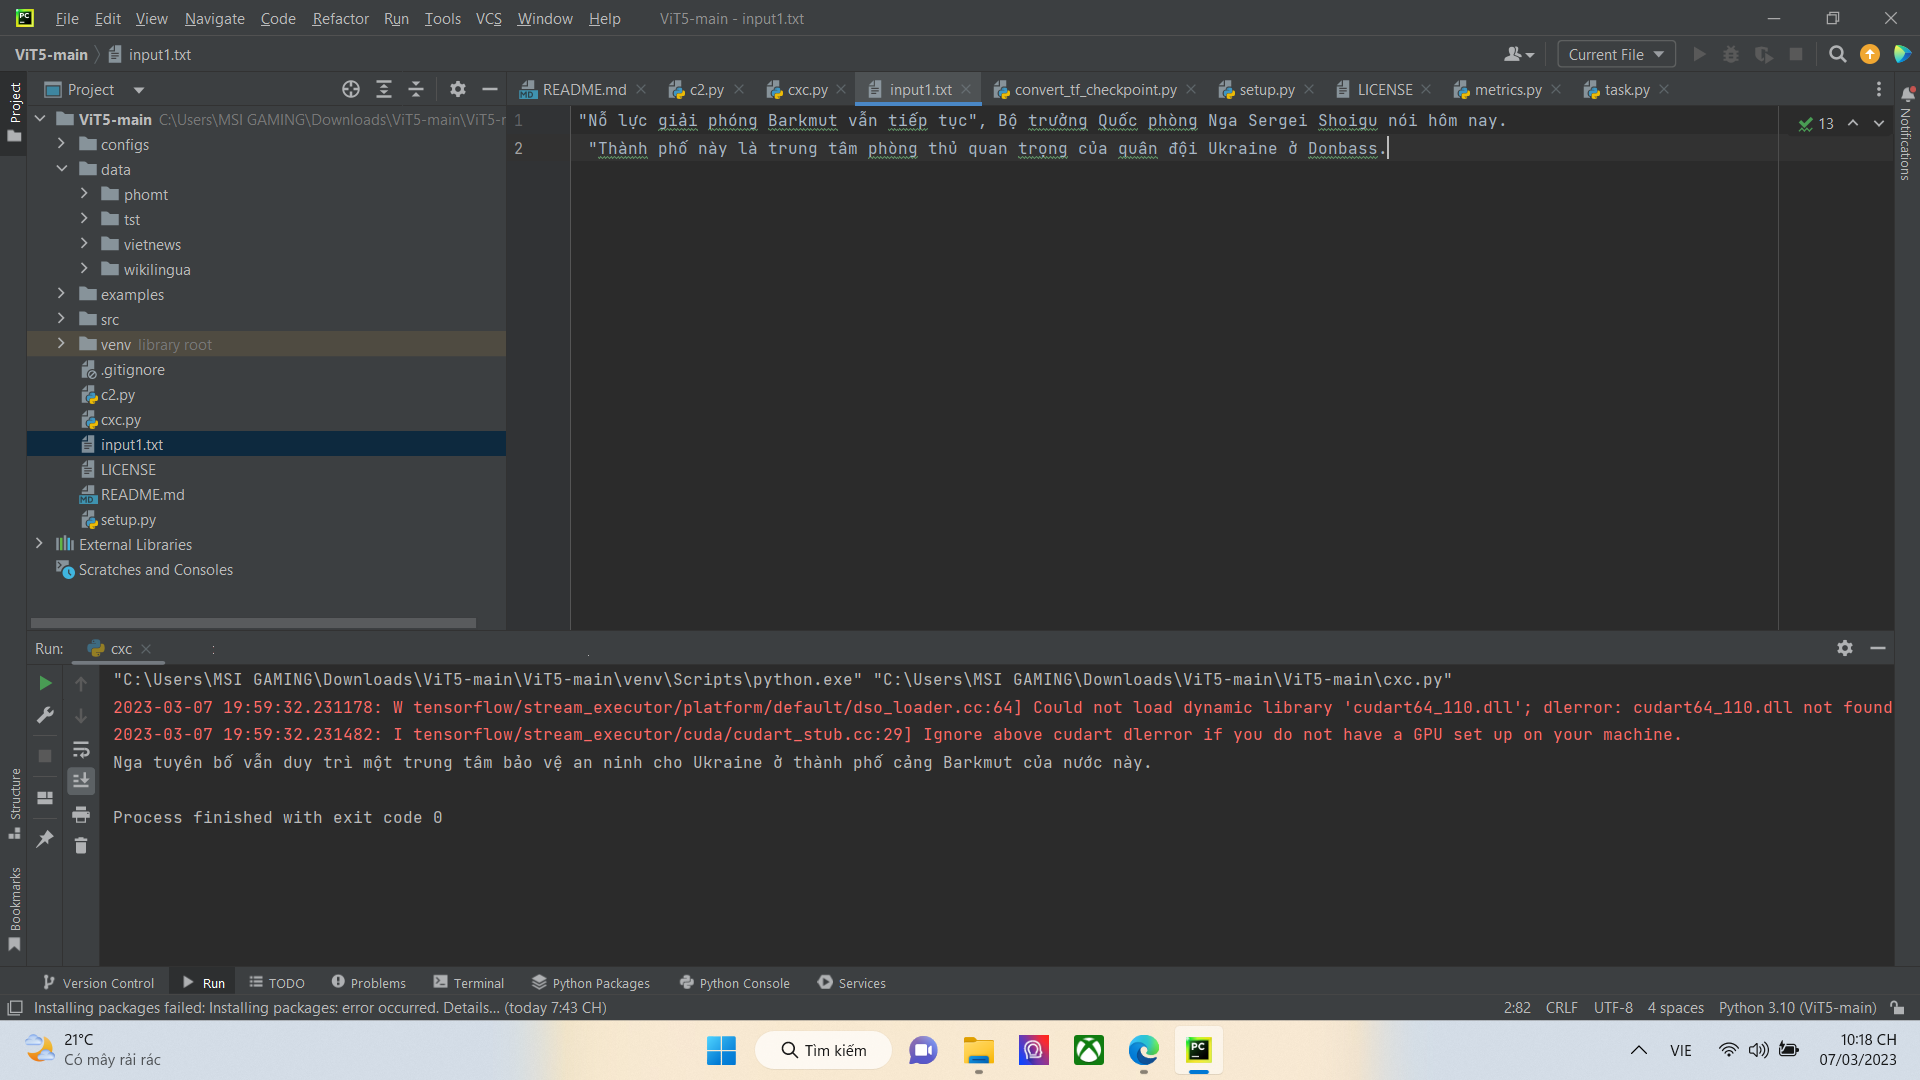 File Edit View Navigate Code Refactor Run Tools VCS Window Help ViT5-main - input1.txt
ViT5-main input1.txt
Current File
Project
README.md c2.py cxc.py input1.txt convert_tf_checkpoint.py setup.py LICENSE metrics.py task.py
Project
Notifications
ViT5-main C:\Users\MSI GAMING\Downloads\ViT5-main\ViT5-r
configs
data
phomt
tst
vietnews
wikilingua
examples
src
venv library root
.gitignore
c2.py
cxc.py
input1.txt
LICENSE
README.md
setup.py
External Libraries
Scratches and Consoles
1 "Nỗ lực giải phóng Barkmut vẫn tiếp tục", Bộ trưởng Quốc phòng Nga Sergei Shoigu nói hôm nay.
2 "Thành phố này là trung tâm phòng thủ quan trọng của quân đội Ukraine ở Donbass.
13
Run: cxc
"C:\Users\MSI GAMING\Downloads\ViT5-main\ViT5-main\venv\Scripts\python.exe" "C:\Users\MSI GAMING\Downloads\ViT5-main\ViT5-main\cxc.py"
2023-03-07 19:59:32.231178: W tensorflow/stream_executor/platform/default/dso_loader.cc:64] Could not load dynamic library 'cudart64_110.dll'; dlerror: cudart64_110.dll not found
2023-03-07 19:59:32.231482: I tensorflow/stream_executor/cuda/cudart_stub.cc:29] Ignore above cudart dlerror if you do not have a GPU set up on your machine.
Nga tuyên bố vẫn duy trì một trung tâm bảo vệ an ninh cho Ukraine ở thành phố cảng Barkmut của nước này.
Process finished with exit code 0
Structure
Bookmarks
Version Control Run TODO Problems Terminal Python Packages Python Console Services
Installing packages failed: Installing packages: error occurred. Details... (today 7:43 CH)
2:82 CRLF UTF-8 4 spaces Python 3.10 (ViT5-main)
21°C
Có mây rải rác
Tìm kiếm
VIE
10:18 CH
07/03/2023